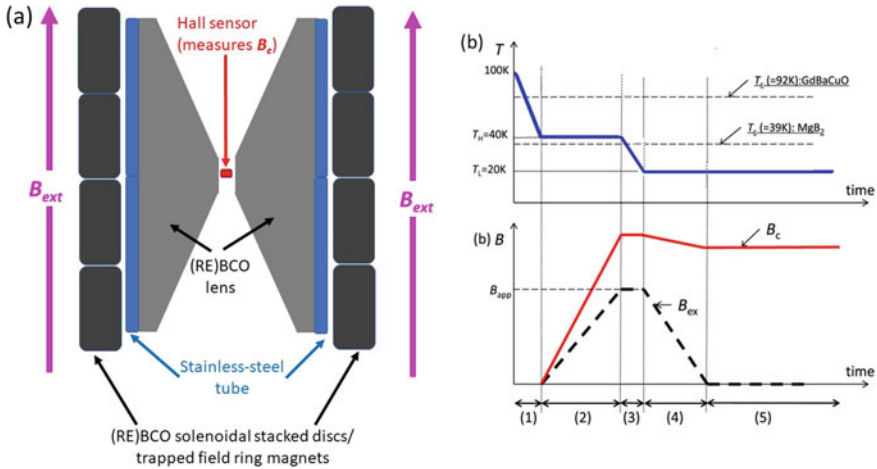 (a)
Hall sensor
(measures Bc)
Bext
Bext
(RE)BCO
lens
Stainless-steel
tube
(RE)BCO solenoidal stacked discs/
trapped field ring magnets
(b)
T
100K
Tc (=92K):GdBaCuO
TH=40K
Tc (=39K): MgB2
TL=20K
time
(b) B
Bc
Bapp
Bex
time
(1) (2) (3) (4) (5)